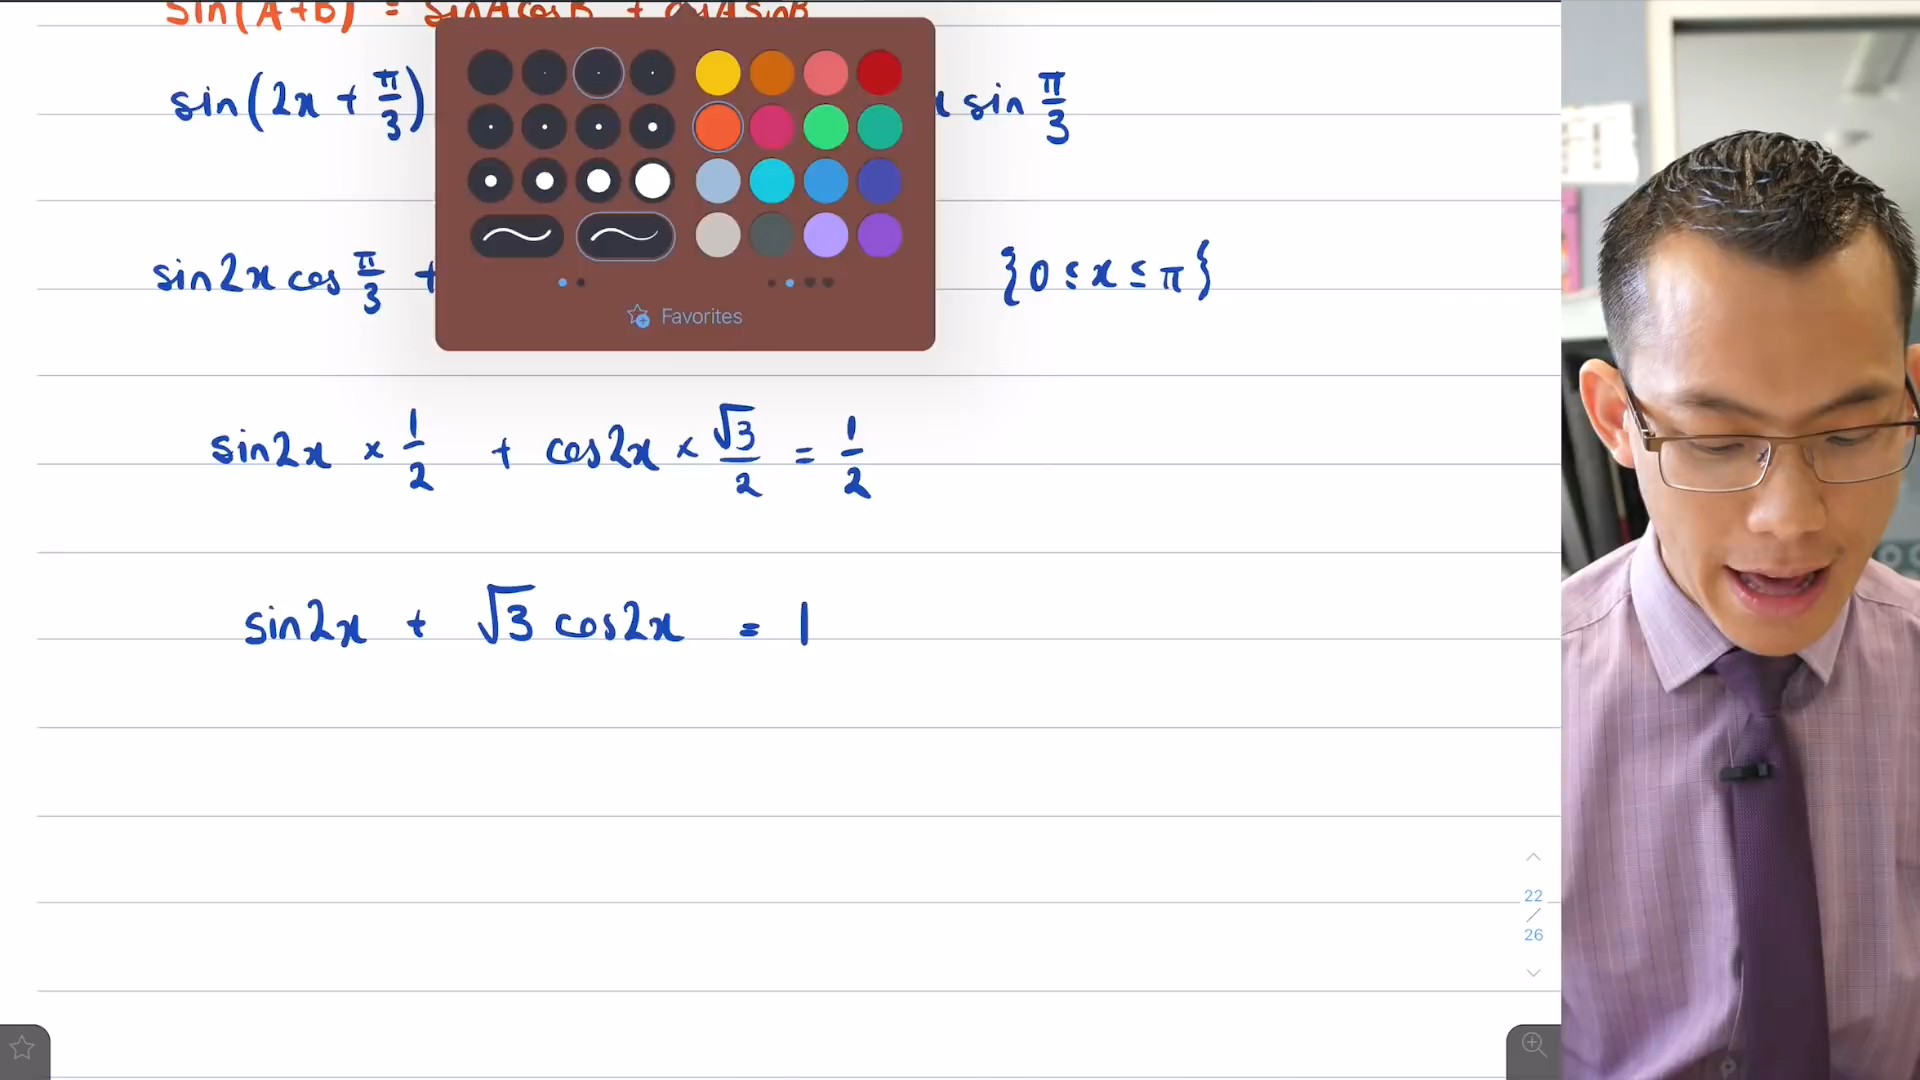 sin(A+B) = sinAcosB + cosAsinB
sin(2x + π/3) x sin π/3
sin2x cos π/3 + {0 ≤ x ≤ π}
Favorites
sin2x × 1/2 + cos2x × √3/2 = 1/2
sin2x + √3 cos2x = 1
22
/
26